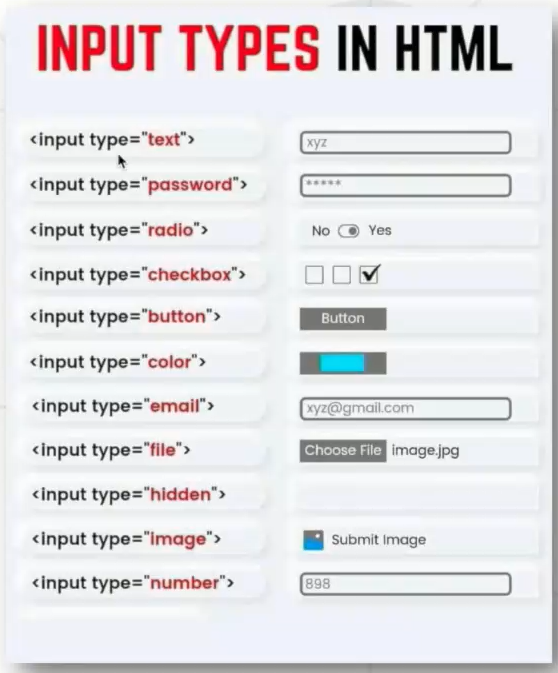 INPUT TYPES IN HTML
<input type="text"> xyz
<input type="password"> *****
<input type="radio"> No Yes
<input type="checkbox">
<input type="button"> Button
<input type="color">
<input type="email"> xyz@gmail.com
<input type="file"> Choose File image.jpg
<input type="hidden">
<input type="image"> Submit Image
<input type="number"> 898